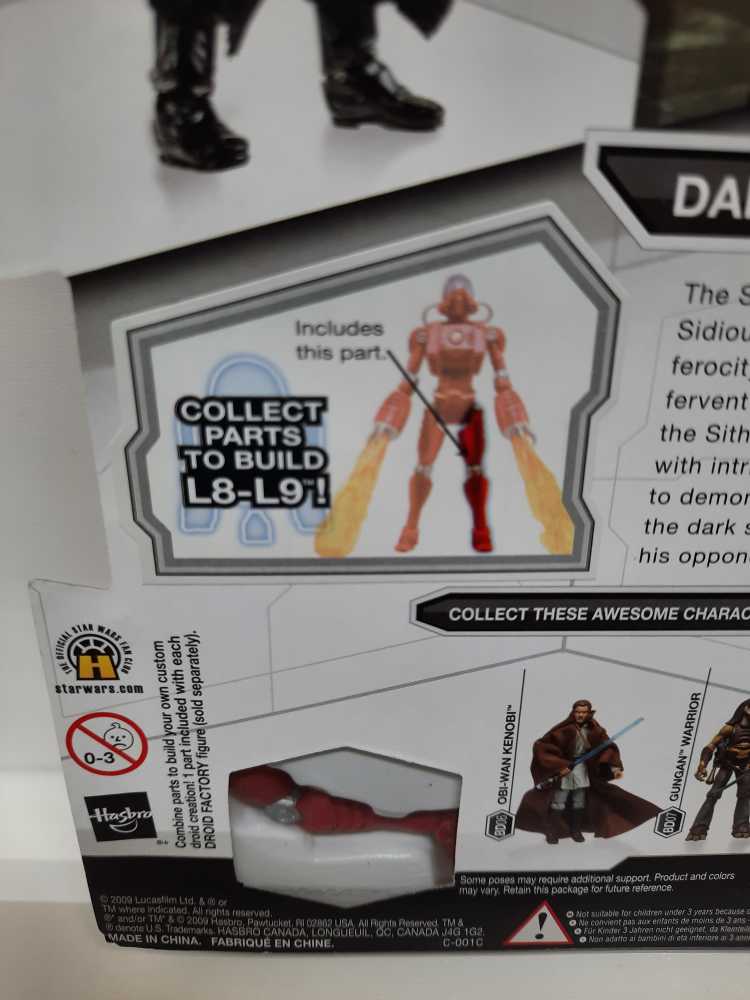 DA
The S
Sidiou
ferocit
fervent
the Sith
with intr
to demon
the dark s
his oppon
Includes
this part.
COLLECT
PARTS
TO BUILD
L8-L9™!
COLLECT THESE AWESOME CHARAC
THE OFFICIAL STAR WARS FAN CLUB
H
starwars.com
0-3
Hasbro
Combine parts to build your own custom
droid creation! 1 part included with each
DROID FACTORY figure (sold separately).
BD06 OBI-WAN KENOBI™
BD07 GUNGAN™ WARRIOR
Some poses may require additional support. Product and colors
may vary. Retain this package for future reference.
© 2009 Lucasfilm Ltd. & ® or
TM where indicated. All rights reserved.
®* and/or TM* & © 2009 Hasbro, Pawtucket, RI 02862 USA. All Rights Reserved. TM &
® denote U.S. Trademarks. HASBRO CANADA, LONGUEUIL, QC, CANADA J4G 1G2.
MADE IN CHINA. FABRIQUÉ EN CHINE.
C-001C
Not suitable for children under 3 years because
Ne convient pas aux enfants de moins de 3 ans
Für Kinder 3 Jahren nicht geeignet, da Kleinteile
Non adatto ai bambini di età inferiore ai 3 anni